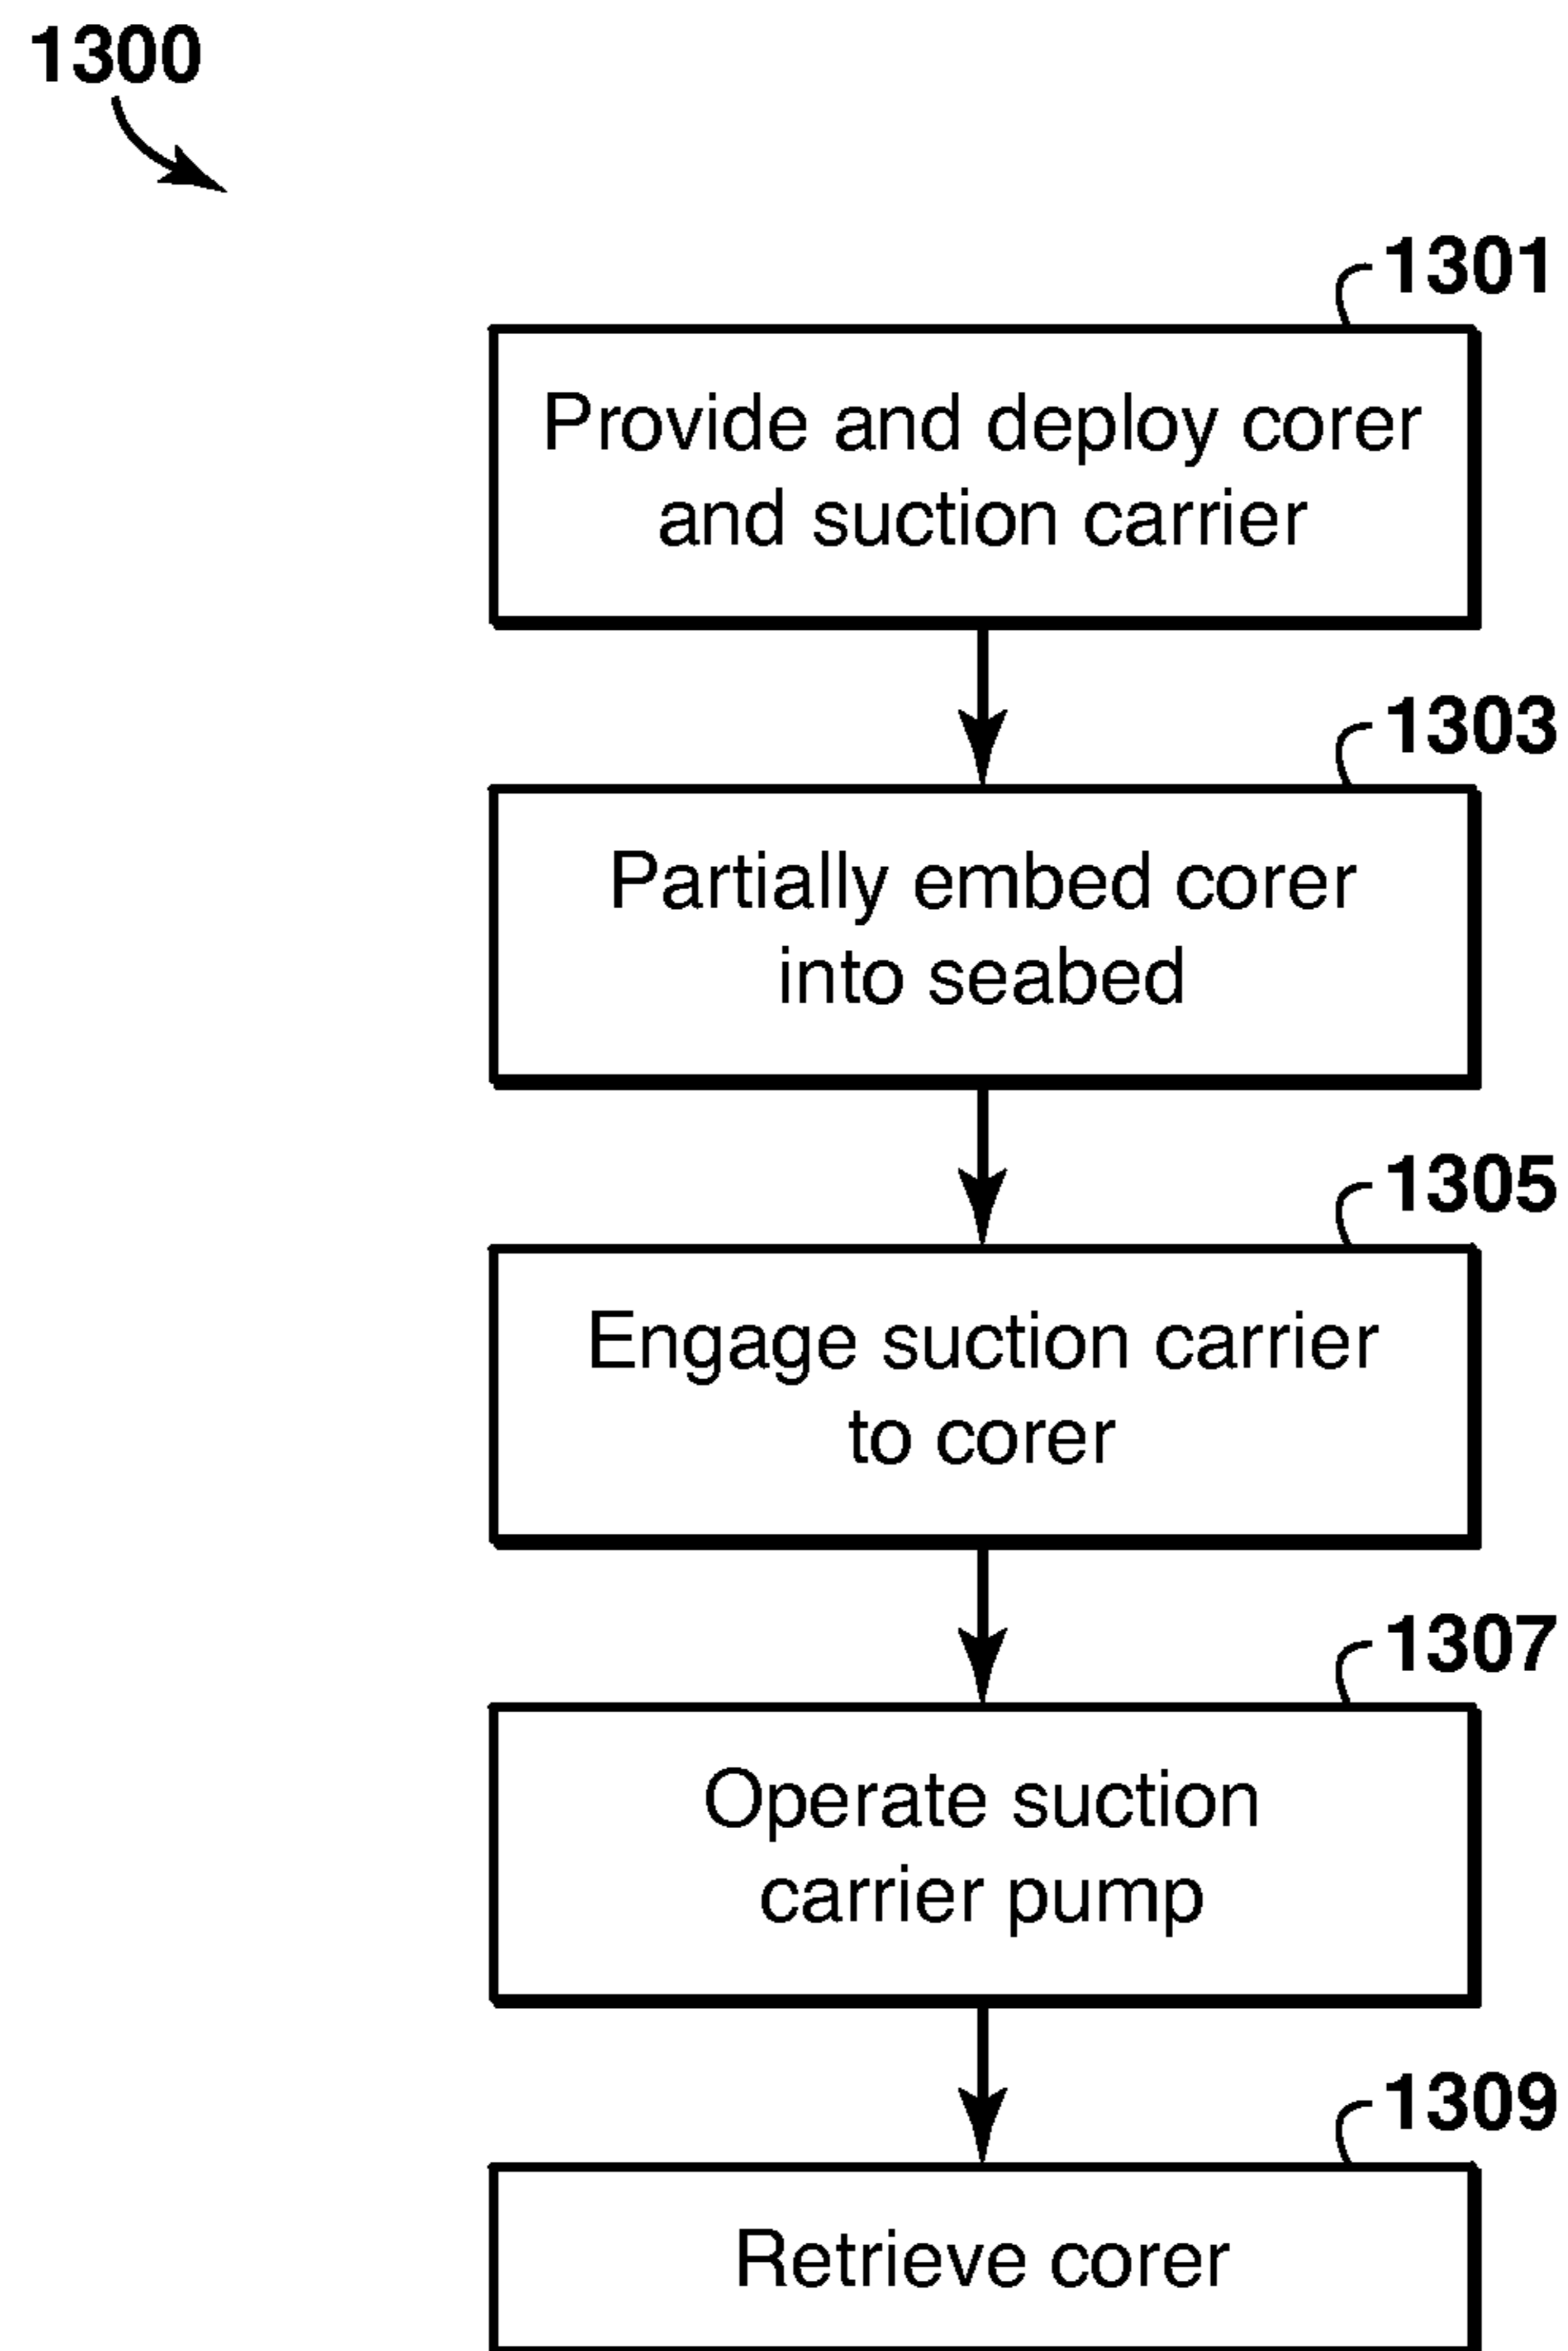 1300
1301
Provide and deploy corer
and suction carrier
1303
Partially embed corer
into seabed
1305
Engage suction carrier
to corer
1307
Operate suction
carrier pump
1309
Retrieve corer